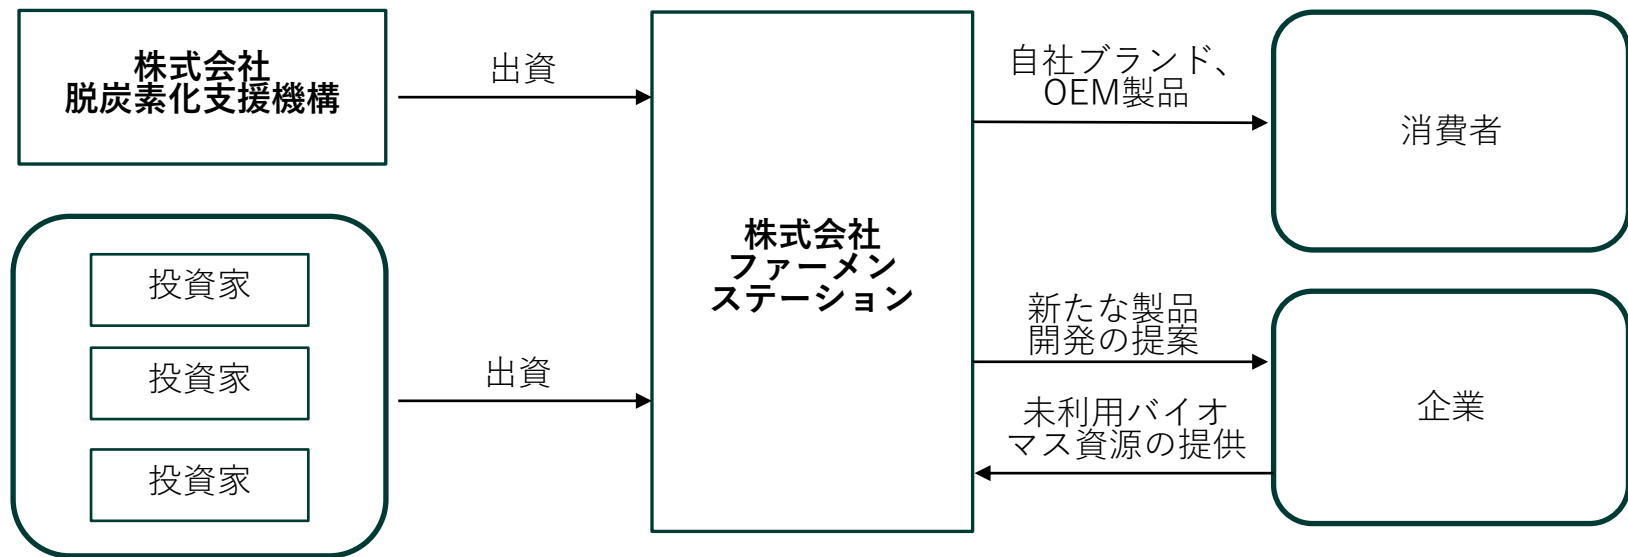 株式会社
脱炭素化支援機構
出資
投資家
投資家
投資家
出資
株式会社
ファーメン
ステーション
自社ブランド、
OEM製品
消費者
新たな製品
開発の提案
未利用バイオ
マス資源の提供
企業